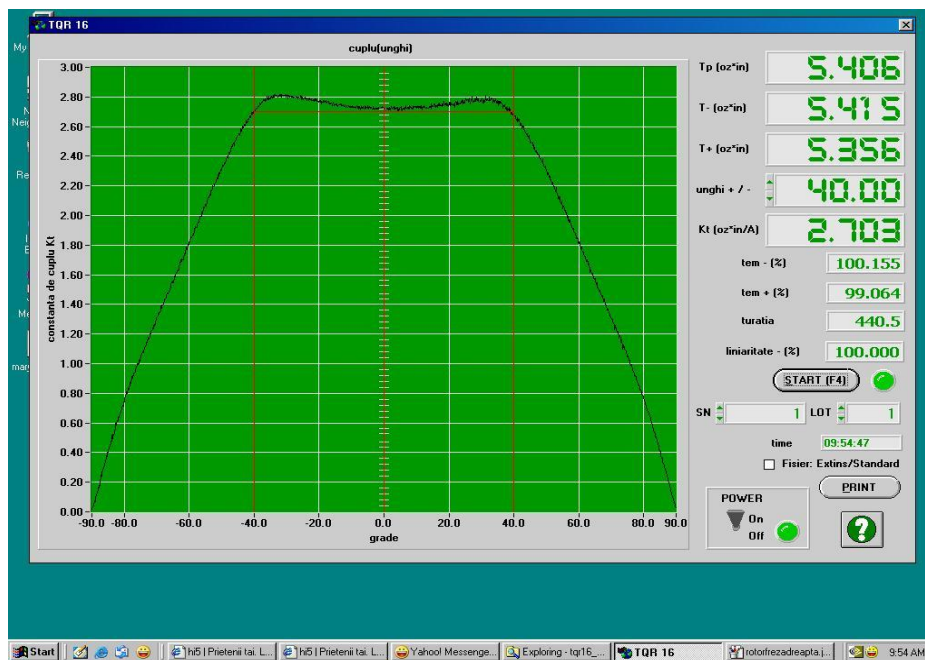 TQR 16
My
cuplu(unghi)
3.00
2.80
2.60
2.40
2.20
2.00
1.80
1.60
1.40
1.20
1.00
0.80
0.60
0.40
0.20
0.00
constanta de cuplu Kt
-90.0 -80.0 -60.0 -40.0 -20.0 0.0 20.0 40.0 60.0 80.0 90.0
grade
Tp (oz*in) 5.406
T- (oz*in) 5.415
T+ (oz*in) 5.356
unghi + / - 40.00
Kt (oz*in/A) 2.703
tem - (%) 100.155
tem + (%) 99.064
turatia 440.5
liniaritate - (%) 100.000
START (F4)
SN 1 LOT 1
time 09:54:47
Fisier: Extins/Standard
PRINT
POWER
On
Off
?
Start hi5 | Prietenii tai. L... hi5 | Prietenii tai. L... Yahoo! Messenge... Exploring - tqr16_... TQR 16 rotorfrezadreapta.j... 9:54 AM